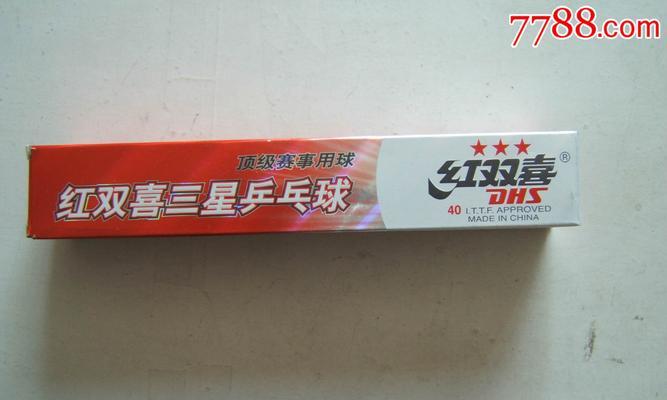 7788.com
顶级赛事用球
红双喜三星乒乓球
红双喜®
DHS
40 I.T.T.F. APPROVED
MADE IN CHINA